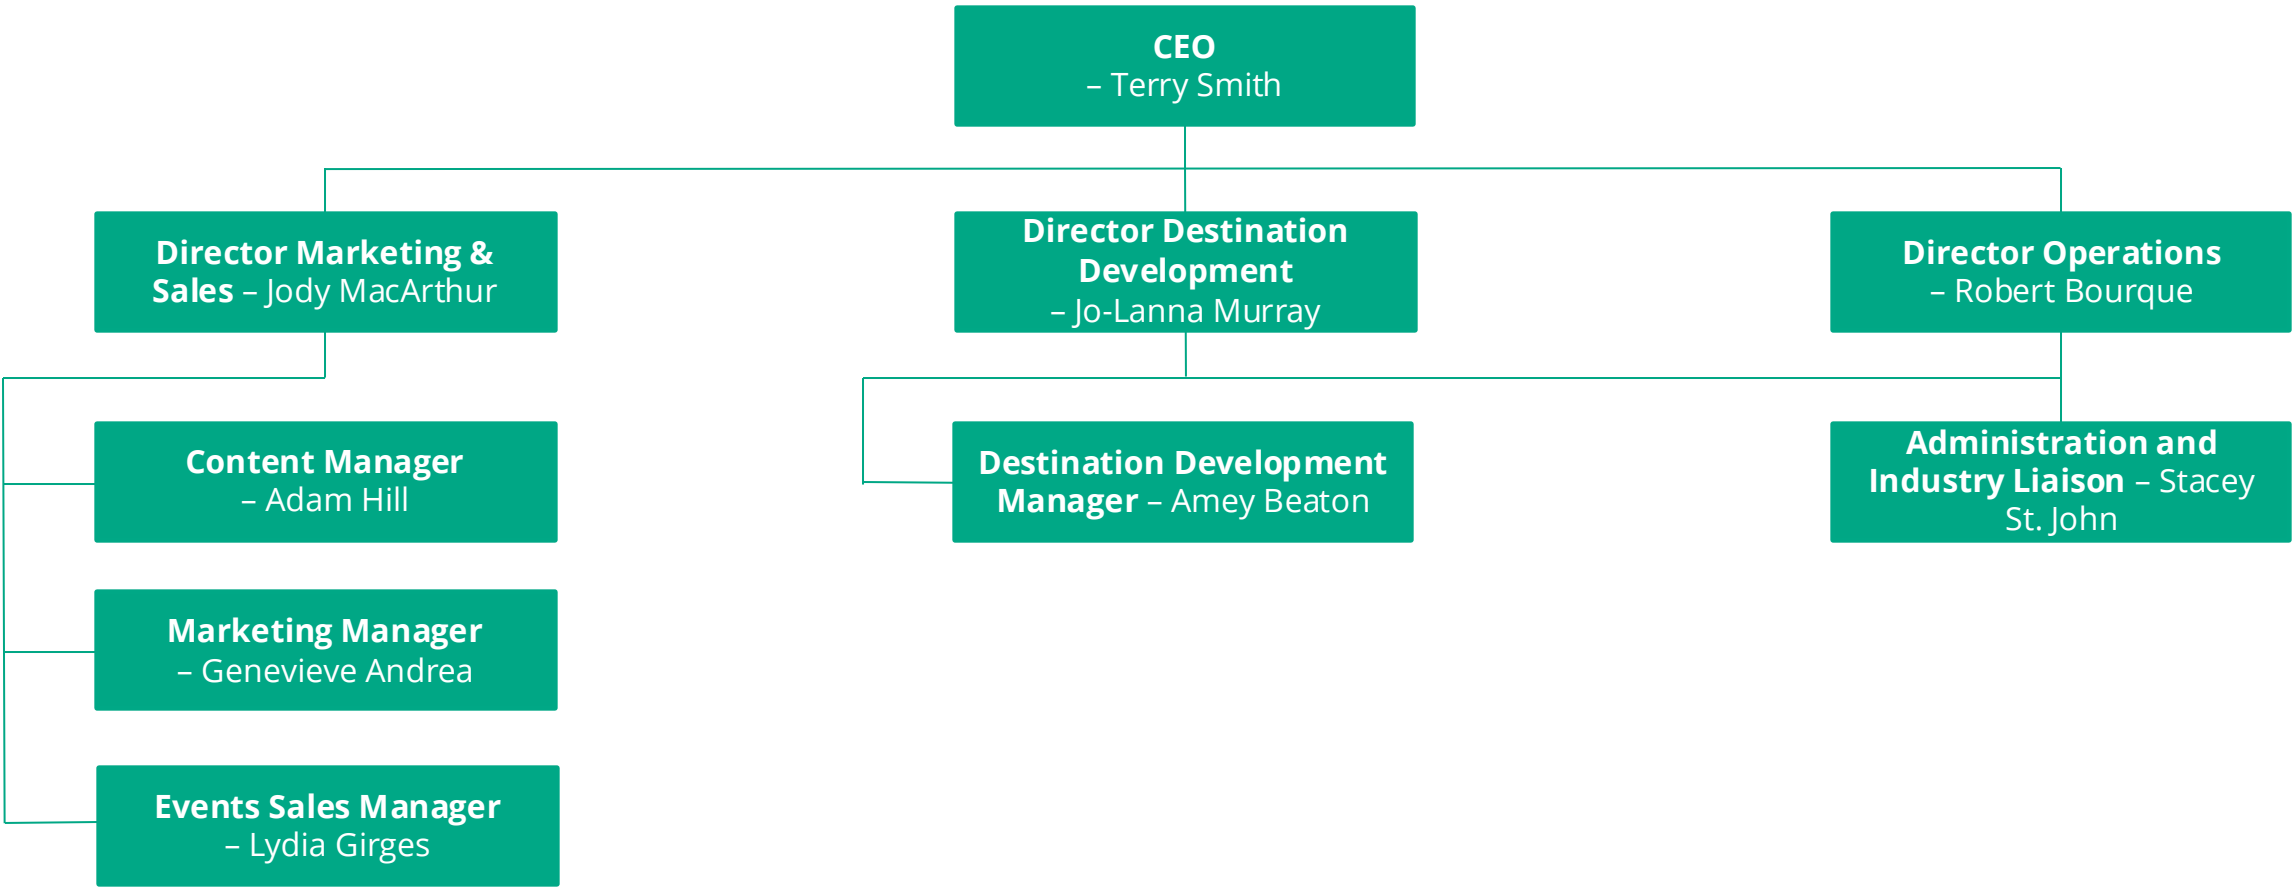 CEO
– Terry Smith
Director Marketing &
Sales – Jody MacArthur
Director Destination
Development
– Jo-Lanna Murray
Director Operations
– Robert Bourque
Content Manager
– Adam Hill
Destination Development
Manager – Amey Beaton
Administration and
Industry Liaison – Stacey
St. John
Marketing Manager
– Genevieve Andrea
Events Sales Manager
– Lydia Girges